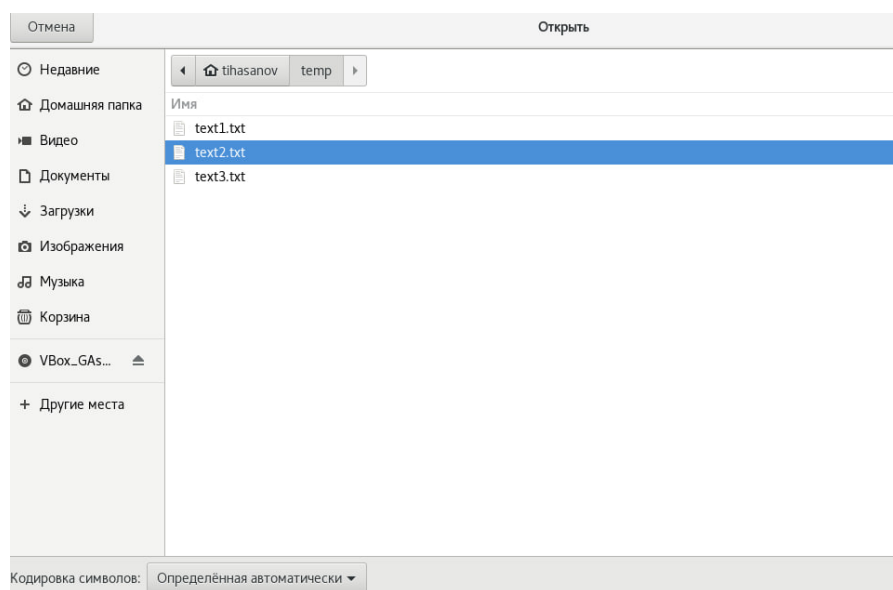 Отмена
Открыть
Недавние
Домашняя папка
Видео
Документы
Загрузки
Изображения
Музыка
Корзина
VBox_GAs...
+ Другие места
tihasanov temp
Имя
text1.txt
text2.txt
text3.txt
Кодировка символов: Определённая автоматически